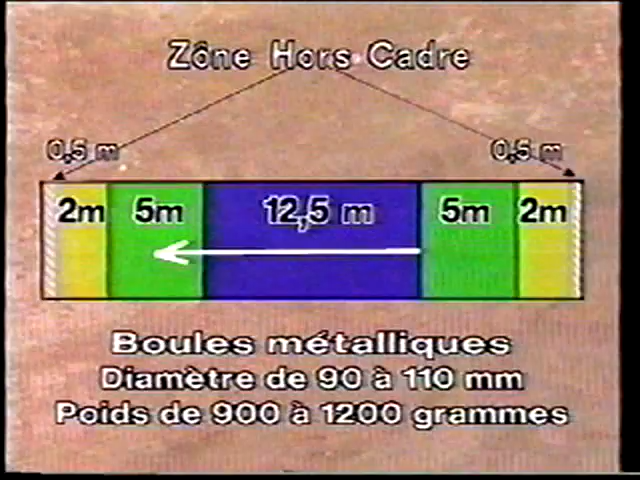 Zône Hors Cadre
0,5 m 0,5 m
2m 5m 12,5 m 5m 2m
Boules métalliques
Diamètre de 90 à 110 mm
Poids de 900 à 1200 grammes